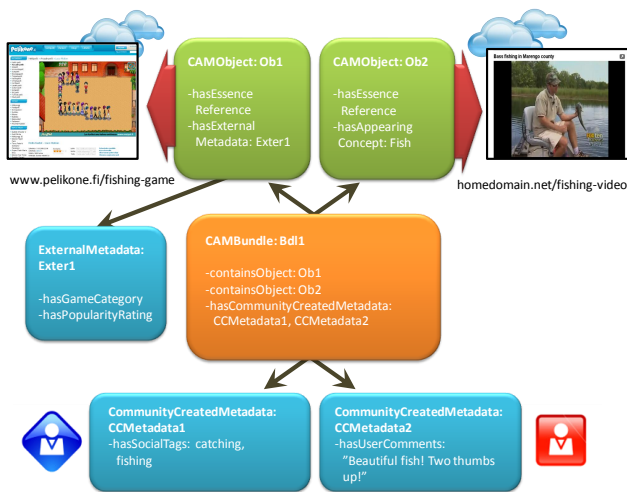 Pelikone.fi
Bass fishing in Marengo county
www.pelikone.fi/fishing-game
homedomain.net/fishing-video
CAMObject: Ob1
-hasEssence
Reference
-hasExternal
Metadata: Exter1
CAMObject: Ob2
-hasEssence
Reference
-hasAppearing
Concept: Fish
ExternalMetadata:
Exter1
-hasGameCategory
-hasPopularityRating
CAMBundle: Bdl1
-containsObject: Ob1
-containsObject: Ob2
-hasCommunityCreatedMetadata:
CCMetadata1, CCMetadata2
CommunityCreatedMetadata:
CCMetadata1
-hasSocialTags: catching,
fishing
CommunityCreatedMetadata:
CCMetadata2
-hasUserComments:
"Beautiful fish! Two thumbs
up!"